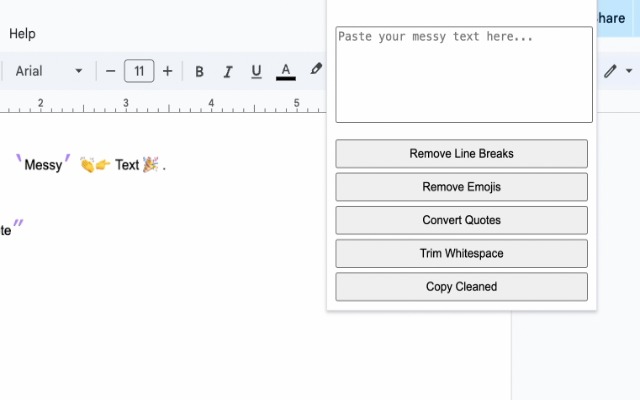 Share
Help
Arial
11
B I U A
2 3 4 5
‵Messy′ 👏👉 Text 🎉 .
te″
Paste your messy text here...
Remove Line Breaks
Remove Emojis
Convert Quotes
Trim Whitespace
Copy Cleaned